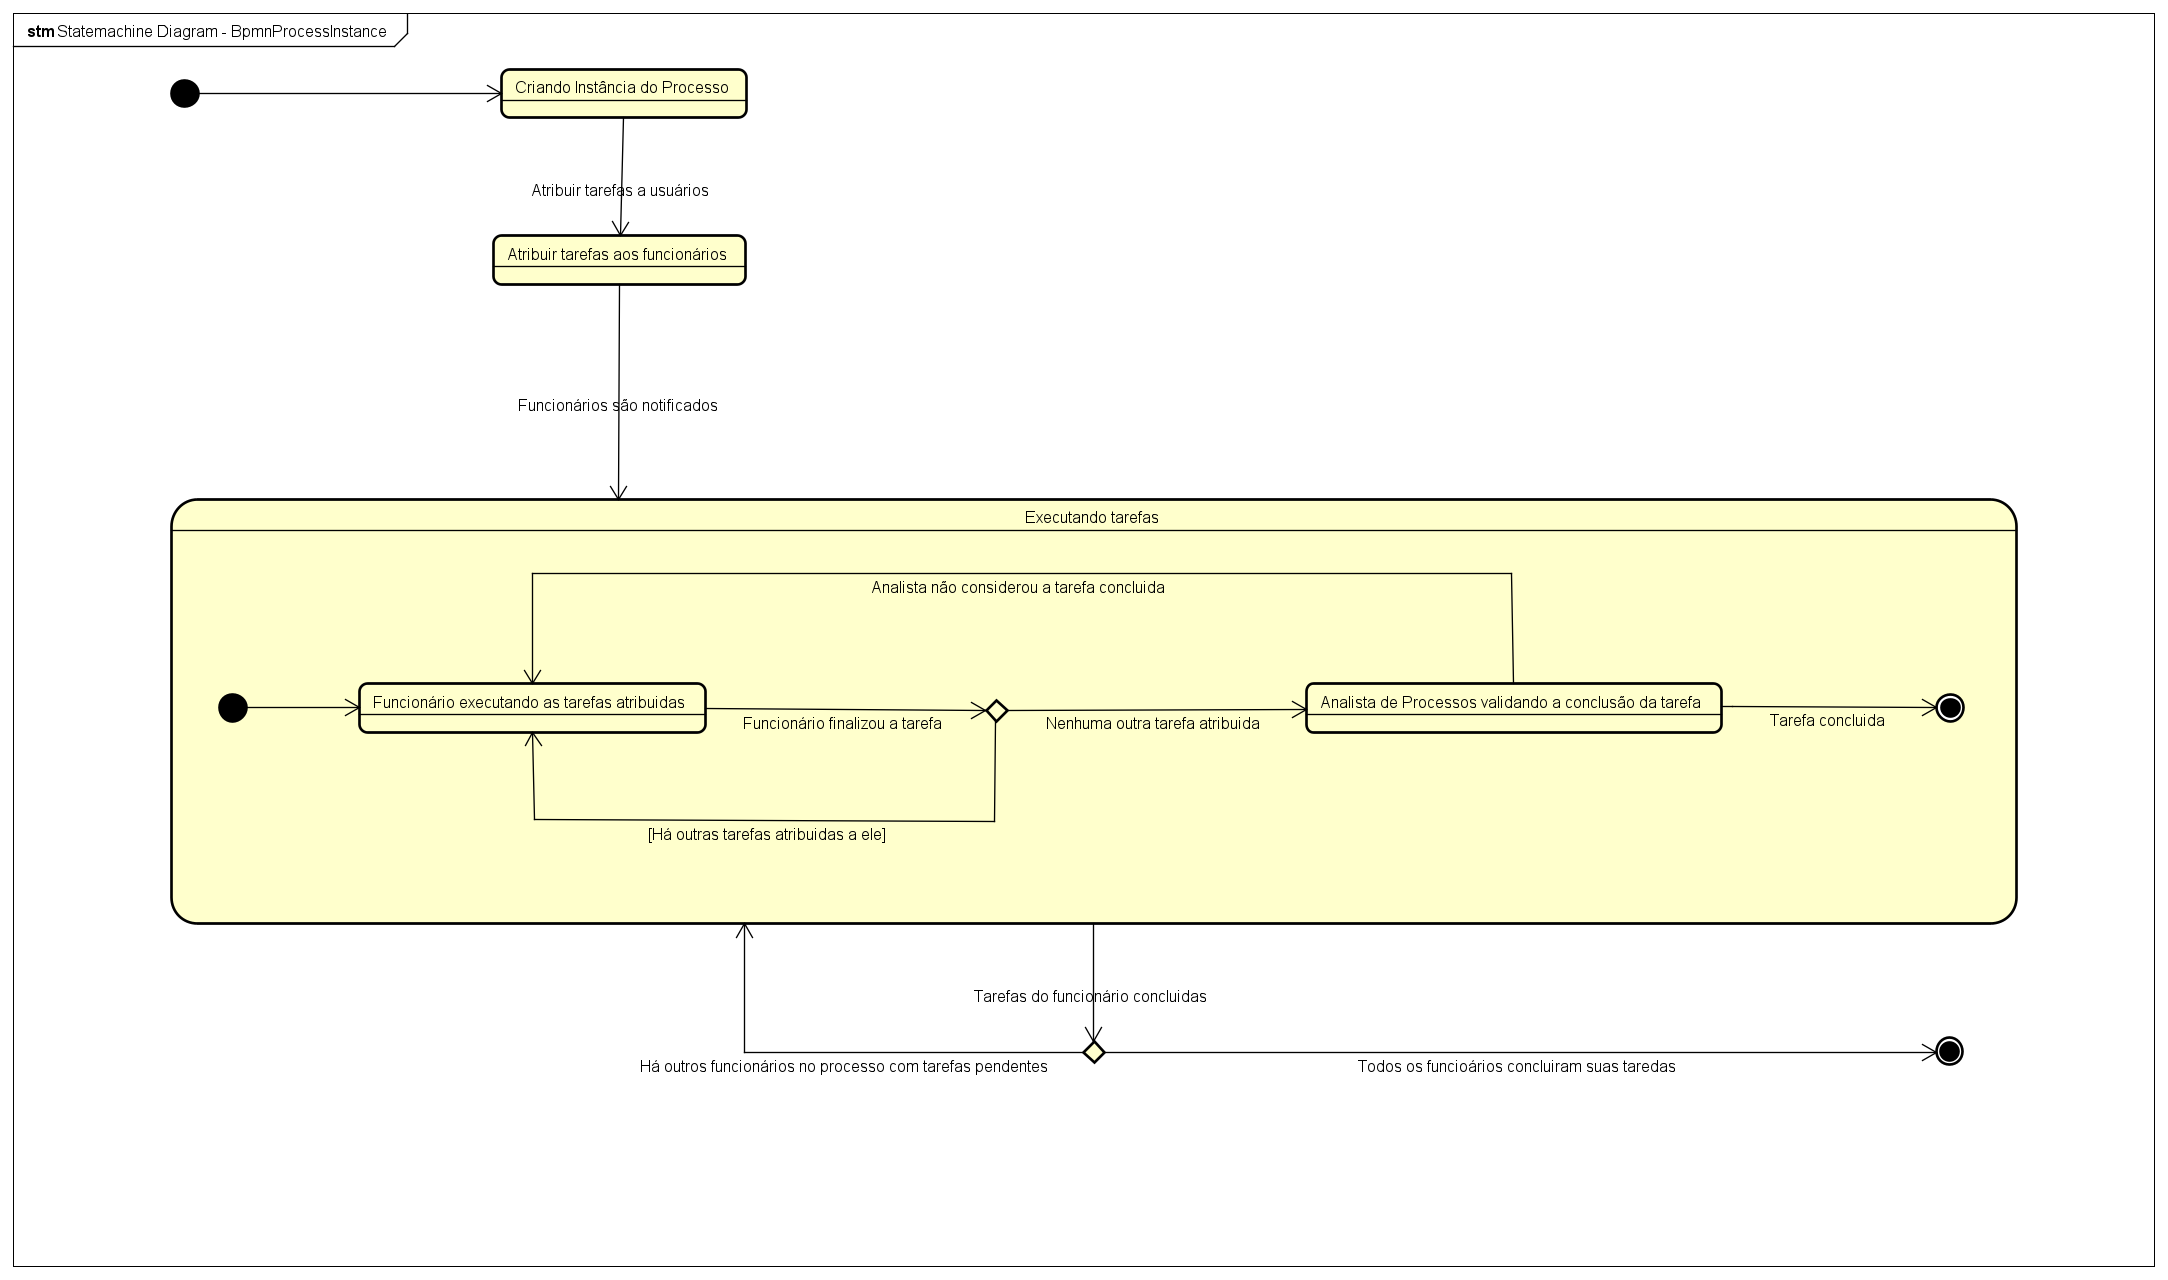 stm Statemachine Diagram - BpmnProcessInstance
Criando Instância do Processo
Atribuir tarefas a usuários
Atribuir tarefas aos funcionários
Funcionários são notificados
Executando tarefas
Analista não considerou a tarefa concluida
Funcionário executando as tarefas atribuidas
Funcionário finalizou a tarefa
Nenhuma outra tarefa atribuida
Analista de Processos validando a conclusão da tarefa
Tarefa concluida
[Há outras tarefas atribuidas a ele]
Tarefas do funcionário concluidas
Há outros funcionários no processo com tarefas pendentes
Todos os funcioários concluiram suas taredas